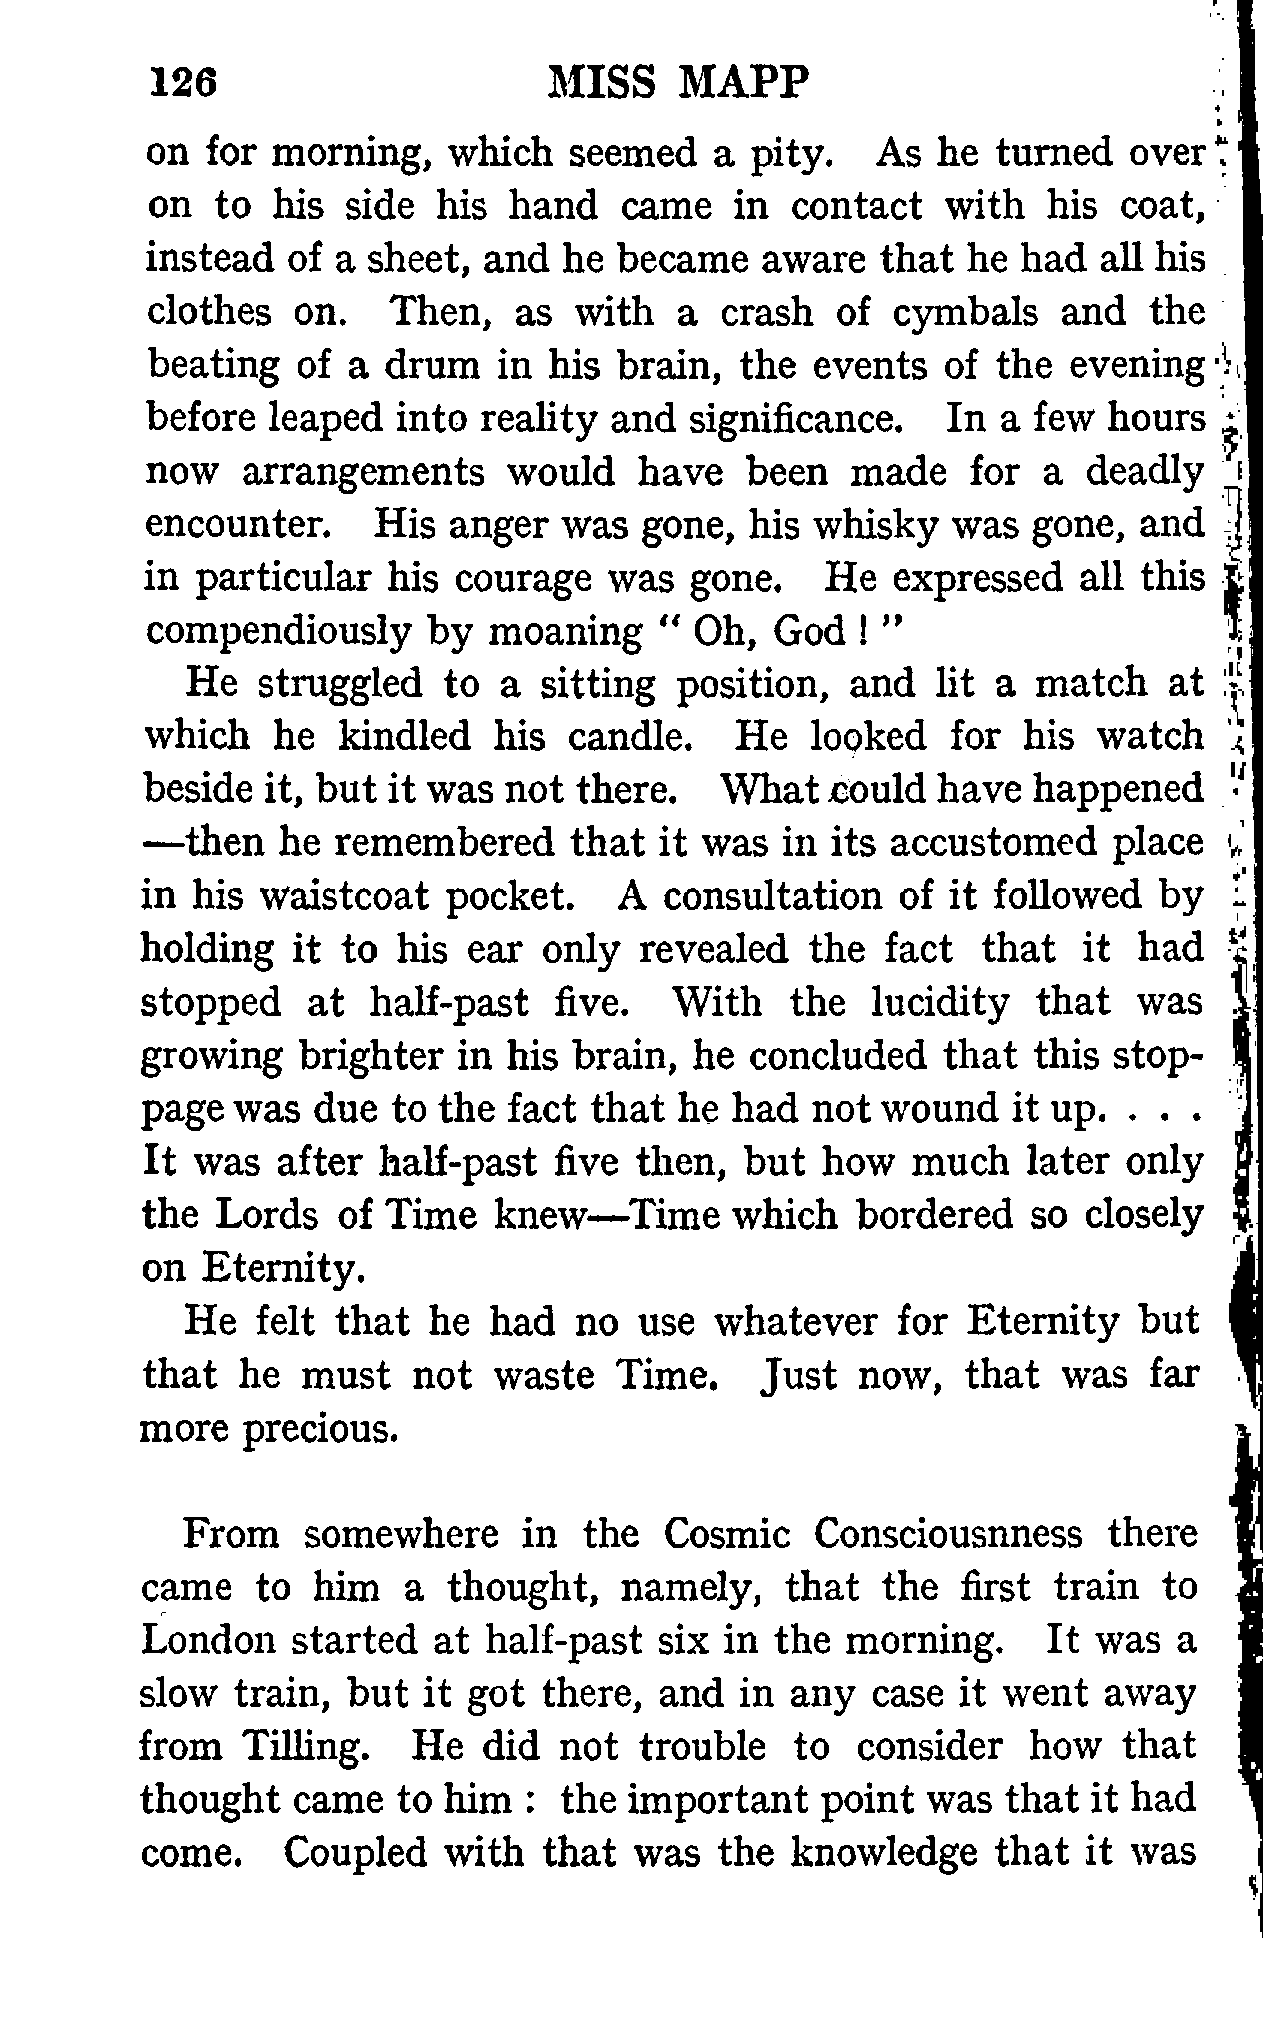 126 MISS MAPP
on for morning, which seemed a pity. As he turned over
on to his side his hand came in contact with his coat,
instead of a sheet, and he became aware that he had all his
clothes on. Then, as with a crash of cymbals and the
beating of a drum in his brain, the events of the evening
before leaped into reality and significance. In a few hours
now arrangements would have been made for a deadly
encounter. His anger was gone, his whisky was gone, and
in particular his courage was gone. He expressed all this
compendiously by moaning “ Oh, God ! ”
He struggled to a sitting position, and lit a match at
which he kindled his candle. He looked for his watch
beside it, but it was not there. What could have happened
—then he remembered that it was in its accustomed place
in his waistcoat pocket. A consultation of it followed by
holding it to his ear only revealed the fact that it had
stopped at half-past five. With the lucidity that was
growing brighter in his brain, he concluded that this stop-
page was due to the fact that he had not wound it up. . . .
It was after half-past five then, but how much later only
the Lords of Time knew—Time which bordered so closely
on Eternity.
He felt that he had no use whatever for Eternity but
that he must not waste Time. Just now, that was far
more precious.
From somewhere in the Cosmic Consciousnness there
came to him a thought, namely, that the first train to
London started at half-past six in the morning. It was a
slow train, but it got there, and in any case it went away
from Tilling. He did not trouble to consider how that
thought came to him : the important point was that it had
come. Coupled with that was the knowledge that it was